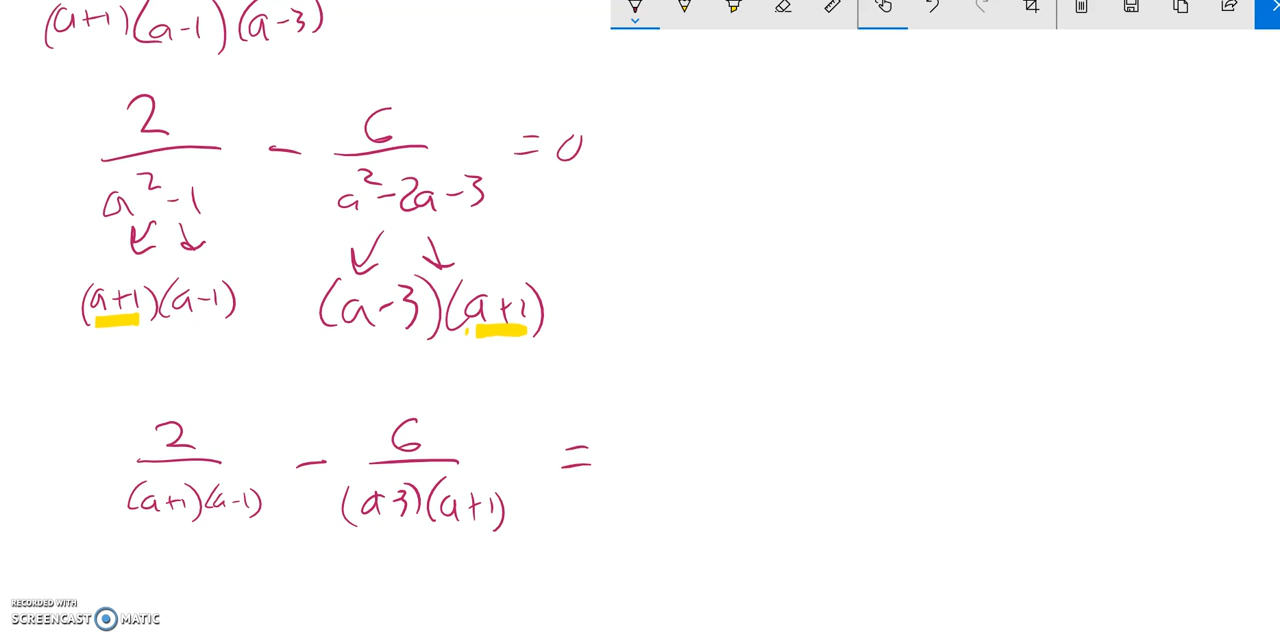 (a+1)(a-1)(a-3)
2/(a²-1) - 6/(a²-2a-3) = 0
(a+1)(a-1) (a-3)(a+1)
2/((a+1)(a-1)) - 6/((a-3)(a+1)) =
RECORDED WITH
SCREENCAST MATIC